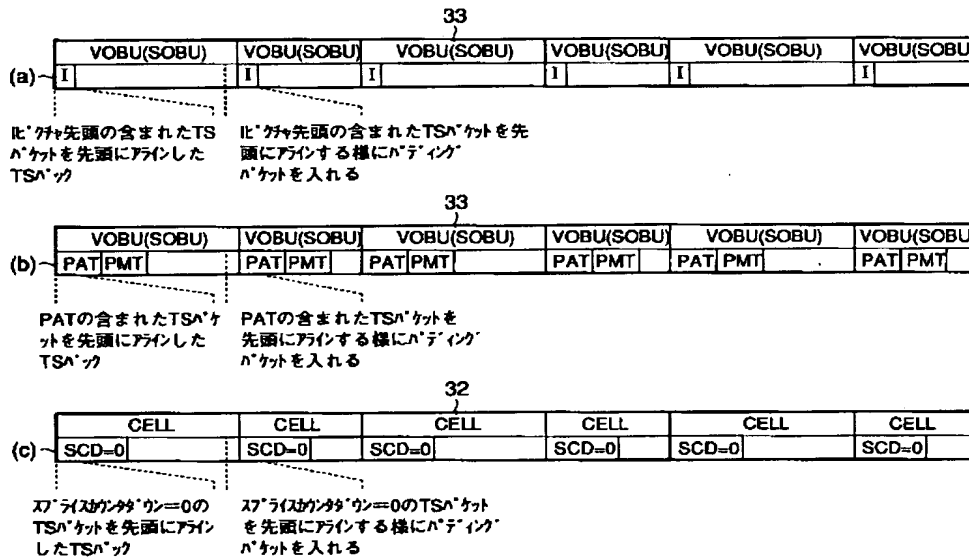 33
VOBU(SOBU) VOBU(SOBU) VOBU(SOBU) VOBU(SOBU) VOBU(SOBU) VOBU(SOBU
(a) I I I I I I
Iピクチャ先頭の含まれたTS
パケットを先頭にアラインした
TSパック
Iピクチャ先頭の含まれたTSパケットを先
頭にアラインする様にパディング
パケットを入れる
33
VOBU(SOBU) VOBU(SOBU) VOBU(SOBU) VOBU(SOBU) VOBU(SOBU) VOBU(SOBU
(b) PAT PMT PAT PMT PAT PMT PAT PMT PAT PMT PAT PMT
PATの含まれたTSパケ
ットを先頭にアラインした
TSパック
PATの含まれたTSパケットを
先頭にアラインする様にパディング
パケットを入れる
32
CELL CELL CELL CELL CELL CELL
(c) SCD=0 SCD=0 SCD=0 SCD=0 SCD=0 SCD=0
スプライスカウンタダウン=0の
TSパケットを先頭にアライン
したTSパック
スプライスカウンタダウン=0のTSパケット
を先頭にアラインする様にパディング
パケットを入れる